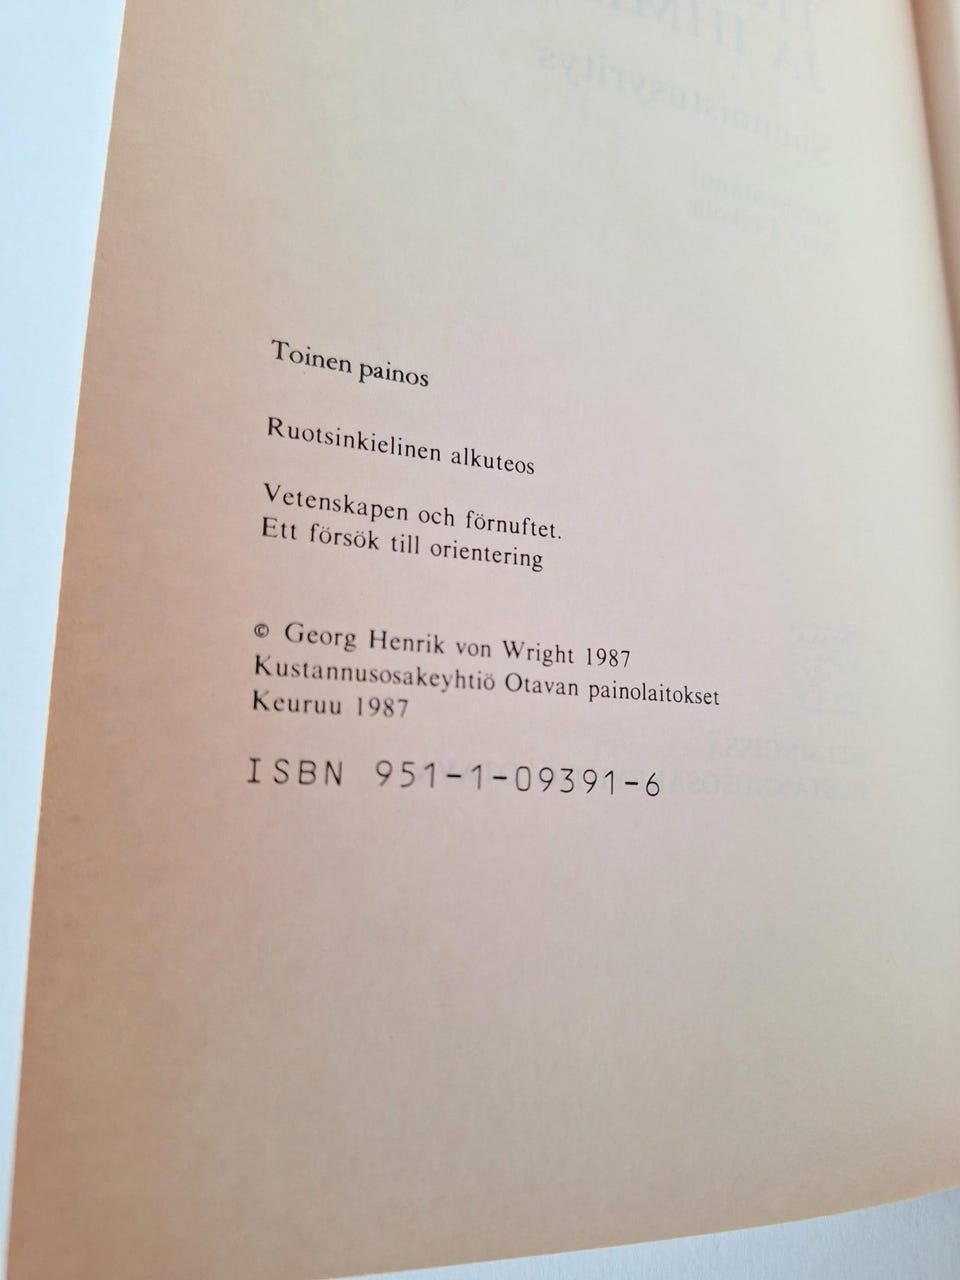 Toinen painos
Ruotsinkielinen alkuteos
Vetenskapen och förnuftet.
Ett försök till orientering
© Georg Henrik von Wright 1987
Kustannusosakeyhtiö Otavan painolaitokset
Keuruu 1987
ISBN 951-1-09391-6